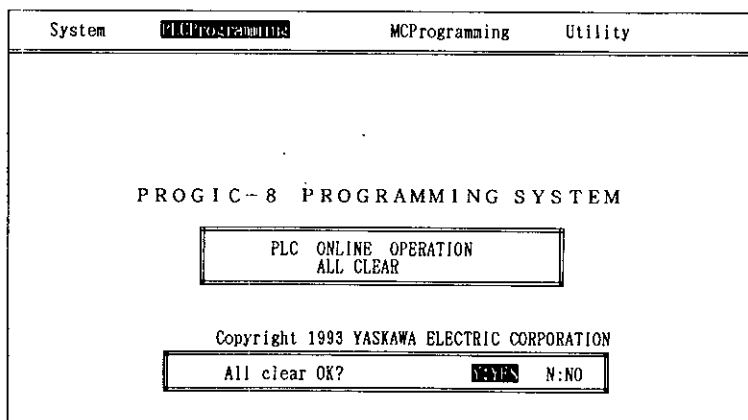 System PLCProgramming MCProgramming Utility
PROGIC-8 PROGRAMMING SYSTEM
PLC ONLINE OPERATION
ALL CLEAR
Copyright 1993 YASKAWA ELECTRIC CORPORATION
All clear OK? Y:YES N:NO